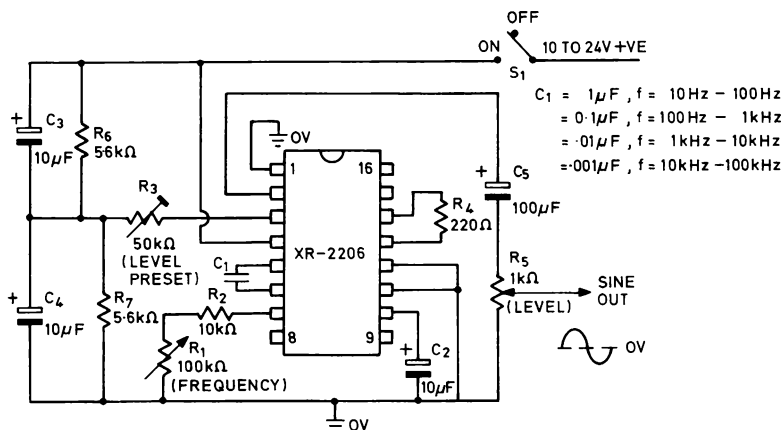 OFF
ON
S1
10 TO 24V +VE
C1 = 1µF , f = 10Hz – 100Hz
= 0·1µF , f = 100Hz – 1kHz
= ·01µF , f = 1kHz – 10kHz
= ·001µF , f = 10kHz – 100kHz
+
C3
10µF
R6
5·6kΩ
0V
1
16
R3
50kΩ
(LEVEL
PRESET)
XR–2206
R4
220Ω
+
C5
100µF
+
C4
10µF
R7
5·6kΩ
C1
R2
10kΩ
8
9
R1
100kΩ
(FREQUENCY)
+
C2
10µF
R5
1kΩ
(LEVEL)
SINE
OUT
0V
0V